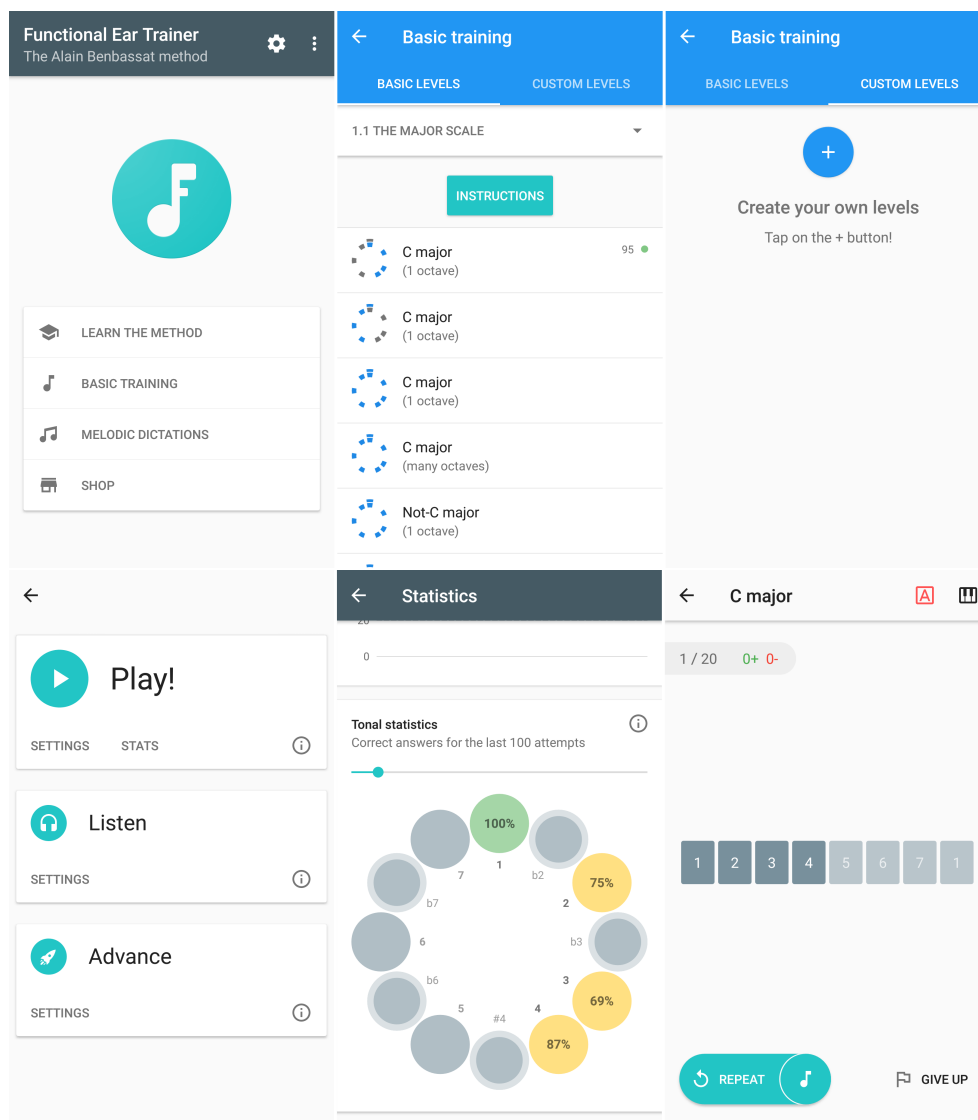 Functional Ear Trainer
The Alain Benbassat method
LEARN THE METHOD
BASIC TRAINING
MELODIC DICTATIONS
SHOP
Basic training
BASIC LEVELS CUSTOM LEVELS
1.1 THE MAJOR SCALE
INSTRUCTIONS
C major 95
(1 octave)
C major
(1 octave)
C major
(1 octave)
C major
(many octaves)
Not-C major
(1 octave)
Basic training
BASIC LEVELS CUSTOM LEVELS
+
Create your own levels
Tap on the + button!
Play!
SETTINGS STATS
Listen
SETTINGS
Advance
SETTINGS
Statistics
20
0
Tonal statistics
Correct answers for the last 100 attempts
100%
7 1 b2
75%
b7 2
6 b3
b6 3
69%
5 #4 4
87%
C major A
1 / 20 0+ 0-
1 2 3 4 5 6 7 1
REPEAT GIVE UP